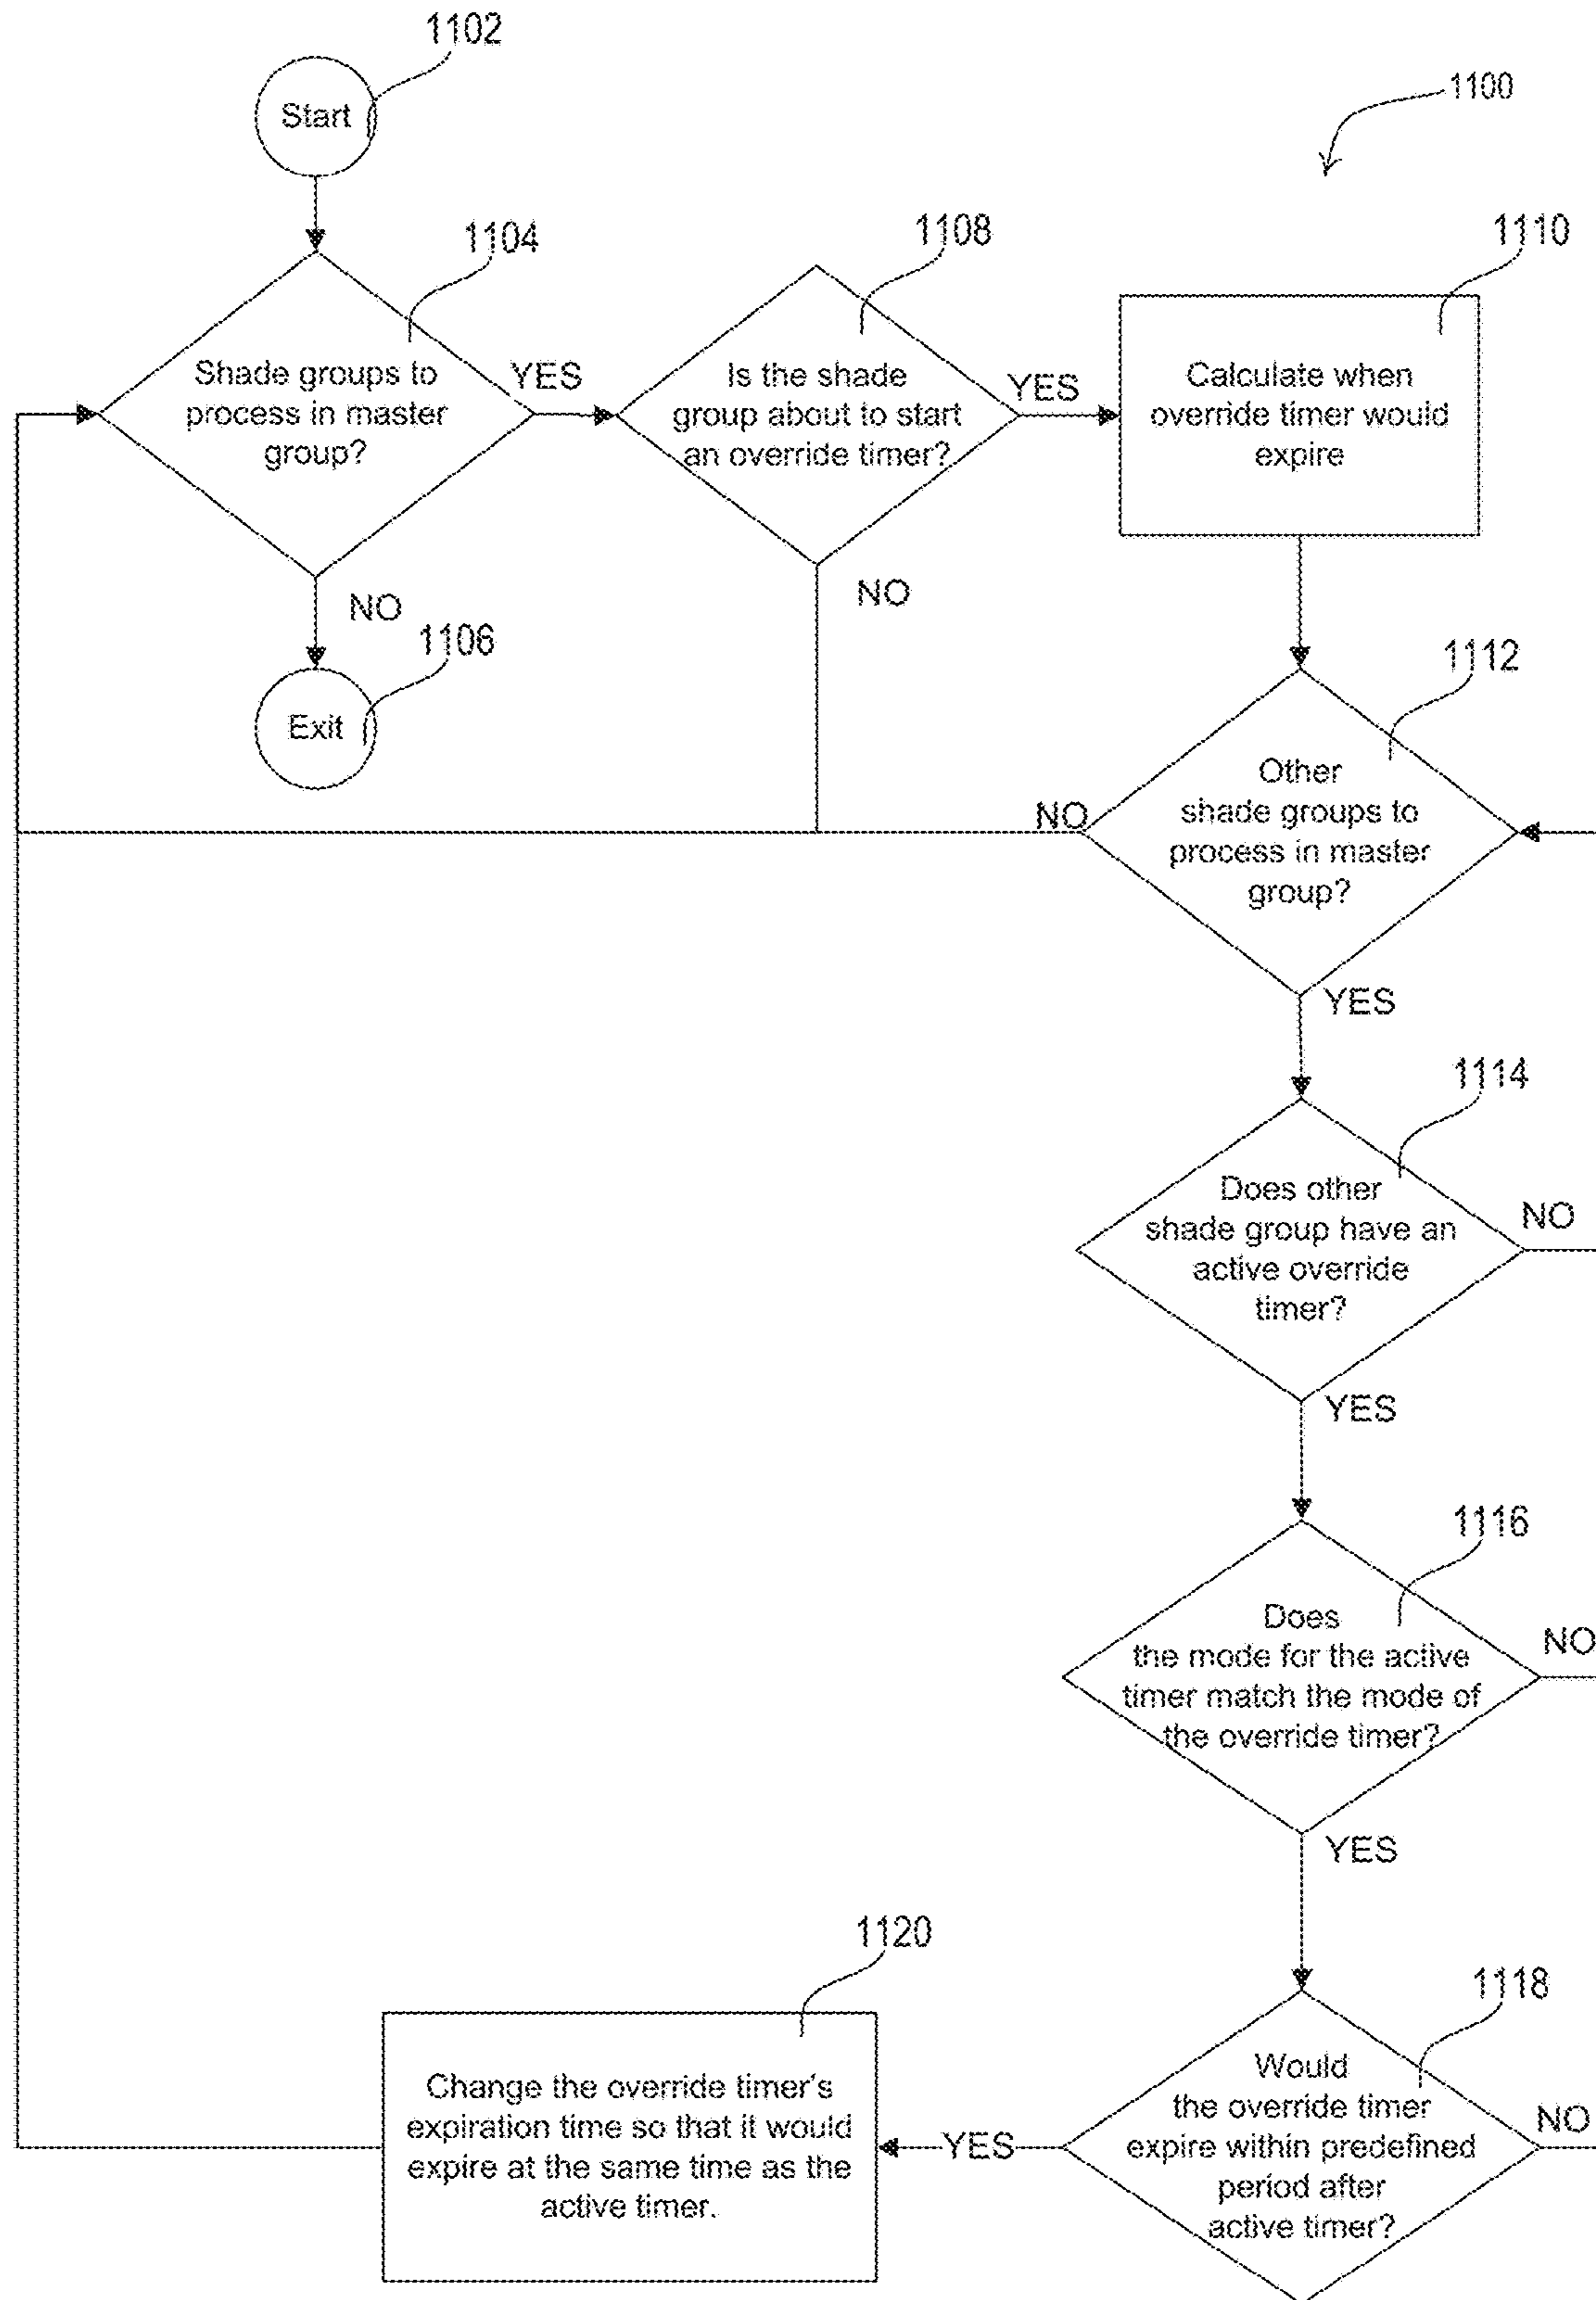 1102
Start
1100
1104
Shade groups to
process in master
group?
YES
NO
1106
Exit
1108
Is the shade
group about to start
an override timer?
YES
NO
1110
Calculate when
override timer would
expire
1112
Other
shade groups to
process in master
group?
NO
YES
1114
Does other
shade group have an
active override
timer?
NO
YES
1116
Does
the mode for the active
timer match the mode of
the override timer?
NO
YES
1118
Would
the override timer
expire within predefined
period after
active timer?
NO
YES
1120
Change the override timer's
expiration time so that it would
expire at the same time as the
active timer.